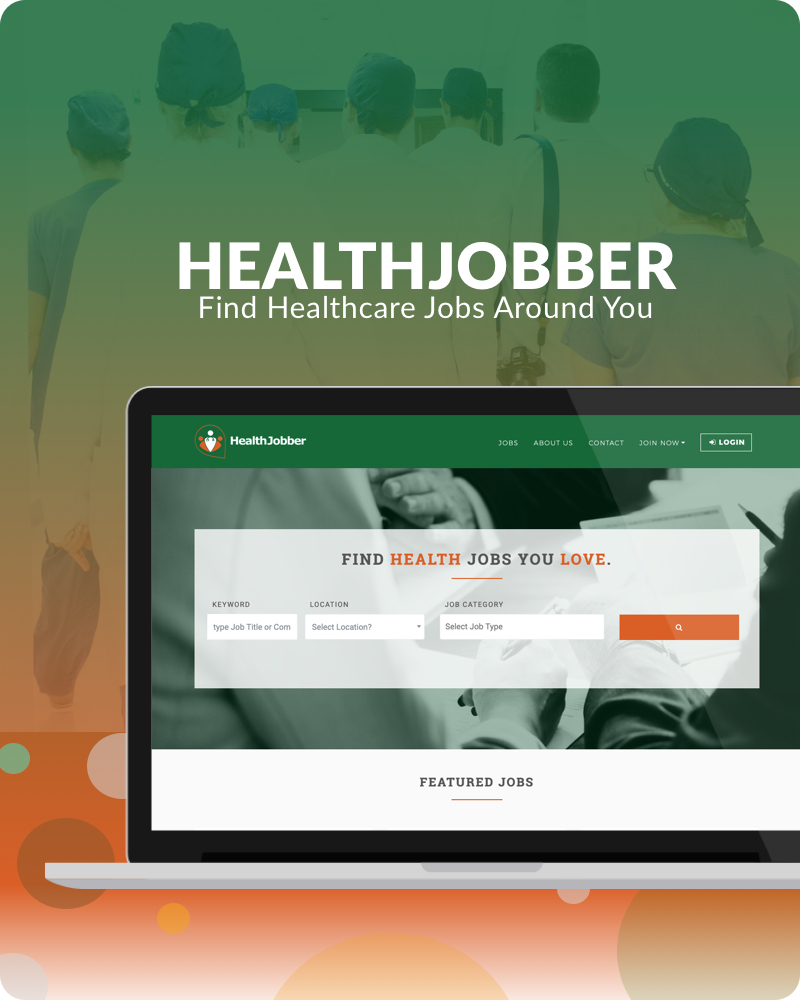 HEALTHJOBBER
Find Healthcare Jobs Around You
HealthJobber
JOBS ABOUT US CONTACT JOIN NOW LOGIN
FIND HEALTH JOBS YOU LOVE.
KEYWORD LOCATION JOB CATEGORY
type Job Title or Com Select Location? Select Job Type
FEATURED JOBS